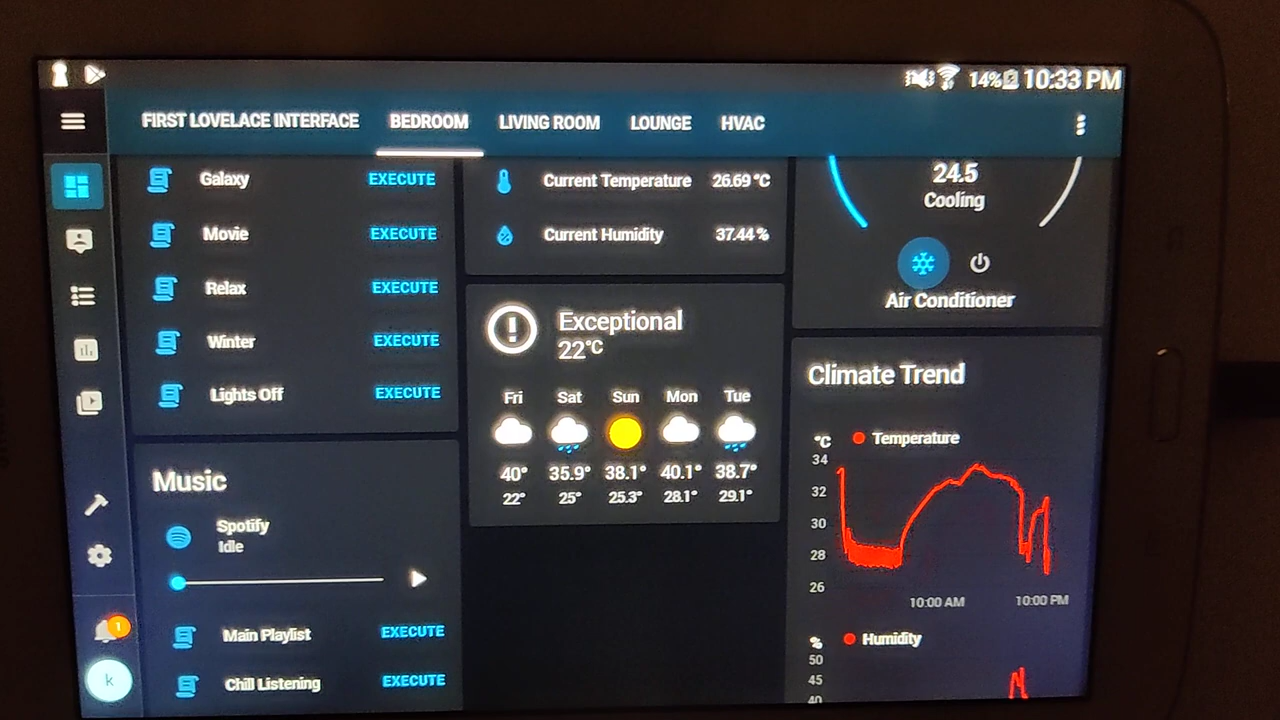 14% 10:33 PM
FIRST LOVELACE INTERFACE BEDROOM LIVING ROOM LOUNGE HVAC
Galaxy EXECUTE
Movie EXECUTE
Relax EXECUTE
Winter EXECUTE
Lights Off EXECUTE
Music
Spotify
Idle
Main Playlist EXECUTE
Chill Listening EXECUTE
1
k
Current Temperature 26.69 °C
Current Humidity 37.44 %
Exceptional
22°C
Fri Sat Sun Mon Tue
40° 35.9° 38.1° 40.1° 38.7°
22° 25° 25.3° 28.1° 29.1°
24.5
Cooling
Air Conditioner
Climate Trend
°C Temperature
34
32
30
28
26
10:00 AM 10:00 PM
% Humidity
50
45
40